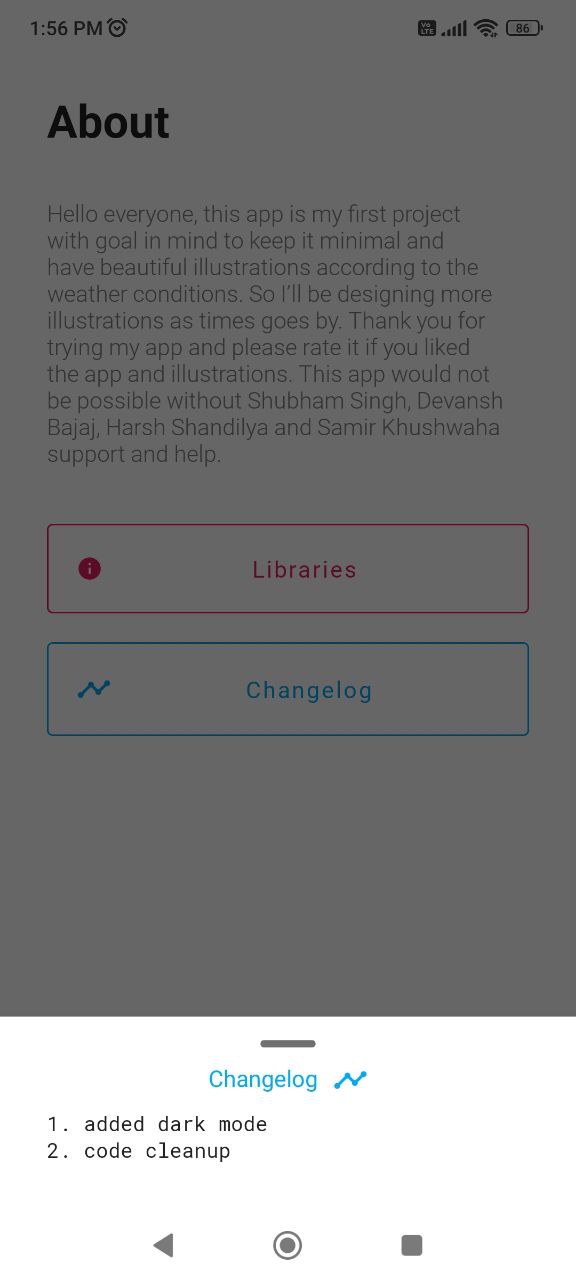 1:56 PM
Vo LTE
86
About
Hello everyone, this app is my first project
with goal in mind to keep it minimal and
have beautiful illustrations according to the
weather conditions. So I'll be designing more
illustrations as times goes by. Thank you for
trying my app and please rate it if you liked
the app and illustrations. This app would not
be possible without Shubham Singh, Devansh
Bajaj, Harsh Shandilya and Samir Khushwaha
support and help.
Libraries
Changelog
Changelog
1. added dark mode
2. code cleanup